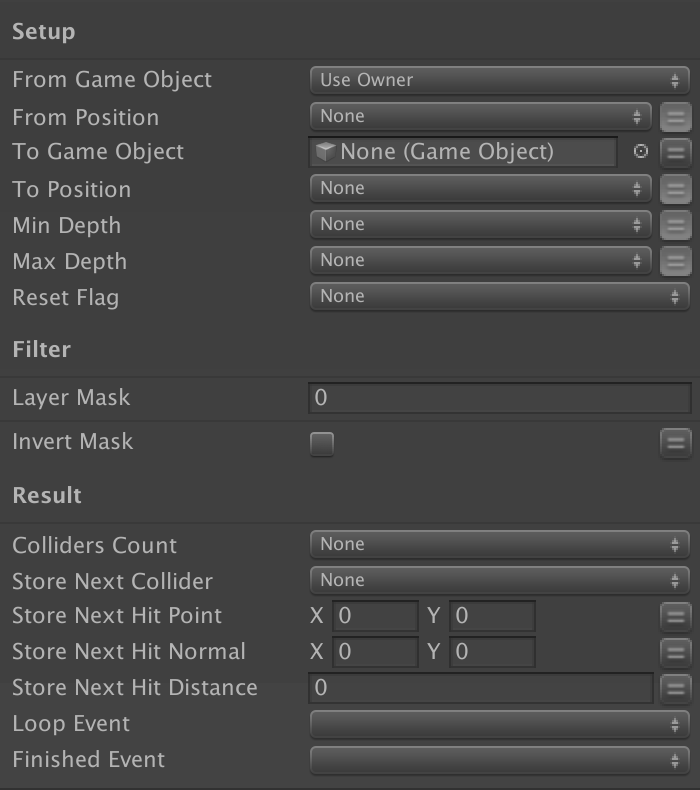 Setup
From Game Object Use Owner
From Position None
To Game Object None (Game Object)
To Position None
Min Depth None
Max Depth None
Reset Flag None
Filter
Layer Mask 0
Invert Mask
Result
Colliders Count None
Store Next Collider None
Store Next Hit Point X 0 Y 0
Store Next Hit Normal X 0 Y 0
Store Next Hit Distance 0
Loop Event
Finished Event